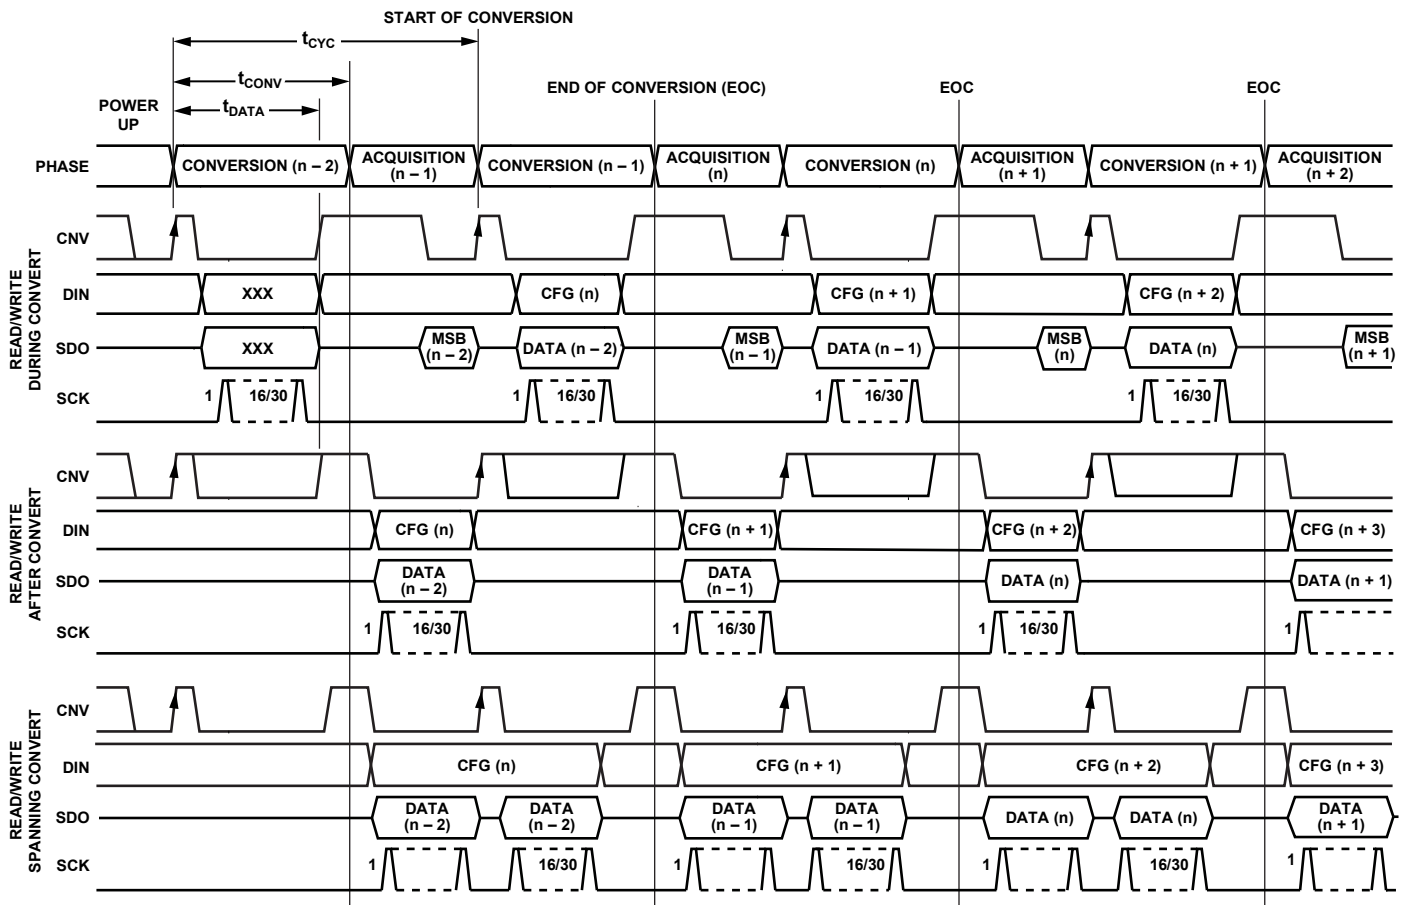 START OF CONVERSION
tCYC
tCONV
END OF CONVERSION (EOC)
EOC
EOC
POWER
UP
tDATA
PHASE
CONVERSION (n – 2)
ACQUISITION
(n – 1)
CONVERSION (n – 1)
ACQUISITION
(n)
CONVERSION (n)
ACQUISITION
(n + 1)
CONVERSION (n + 1)
ACQUISITION
(n + 2)
READ/WRITE
DURING CONVERT
CNV
DIN
XXX
CFG (n)
CFG (n + 1)
CFG (n + 2)
SDO
XXX
MSB
(n – 2)
DATA (n – 2)
MSB
(n – 1)
DATA (n – 1)
MSB
(n)
DATA (n)
MSB
(n + 1)
SCK
1
16/30
1
16/30
1
16/30
1
16/30
READ/WRITE
AFTER CONVERT
CNV
DIN
CFG (n)
CFG (n + 1)
CFG (n + 2)
CFG (n + 3)
SDO
DATA
(n – 2)
DATA
(n – 1)
DATA (n)
DATA (n + 1)
SCK
1
16/30
1
16/30
1
16/30
1
READ/WRITE
SPANNING CONVERT
CNV
DIN
CFG (n)
CFG (n + 1)
CFG (n + 2)
CFG (n + 3)
SDO
DATA
(n – 2)
DATA
(n – 2)
DATA
(n – 1)
DATA
(n – 1)
DATA (n)
DATA (n)
DATA
(n + 1)
SCK
1
16/30
1
16/30
1
16/30
1